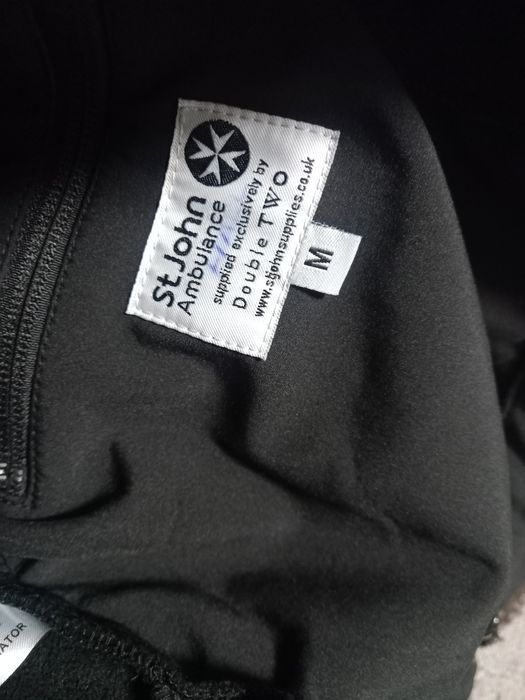 St John
Ambulance
supplied exclusively by
Double TWO
www.stjohnsupplies.co.uk
M